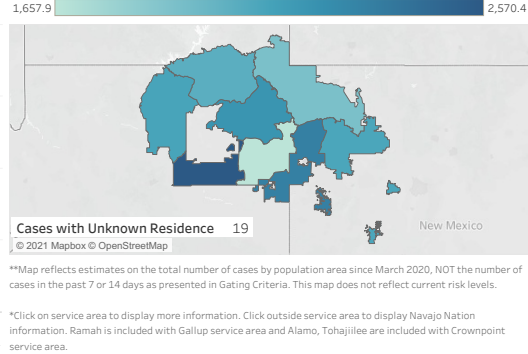 1,657.9 2,570.4
New Mexico
Cases with Unknown Residence 19
© 2021 Mapbox © OpenStreetMap
**Map reflects estimates on the total number of cases by population area since March 2020, NOT the number of
cases in the past 7 or 14 days as presented in Gating Criteria. This map does not reflect current risk levels.
*Click on service area to display more information. Click outside service area to display Navajo Nation
information. Ramah is included with Gallup service area and Alamo, Tohajiilee are included with Crownpoint
service area.